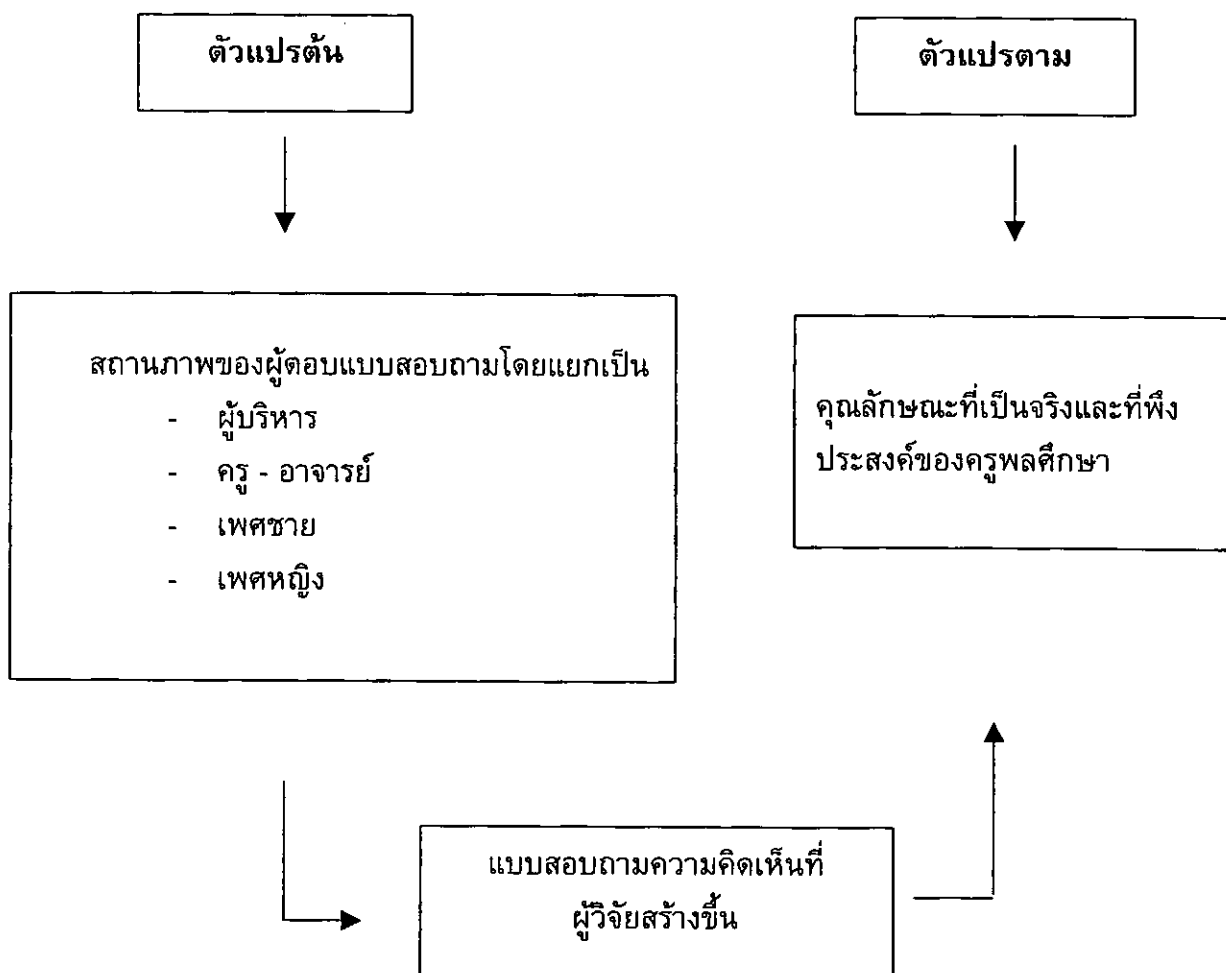 ตัวแปรต้น
ตัวแปรตาม
สถานภาพของผู้ตอบแบบสอบถามโดยแยกเป็น
- ผู้บริหาร
- ครู - อาจารย์
- เพศชาย
- เพศหญิง
คุณลักษณะที่เป็นจริงและที่พึง
ประสงค์ของครูพลศึกษา
แบบสอบถามความคิดเห็นที่
ผู้วิจัยสร้างขึ้น